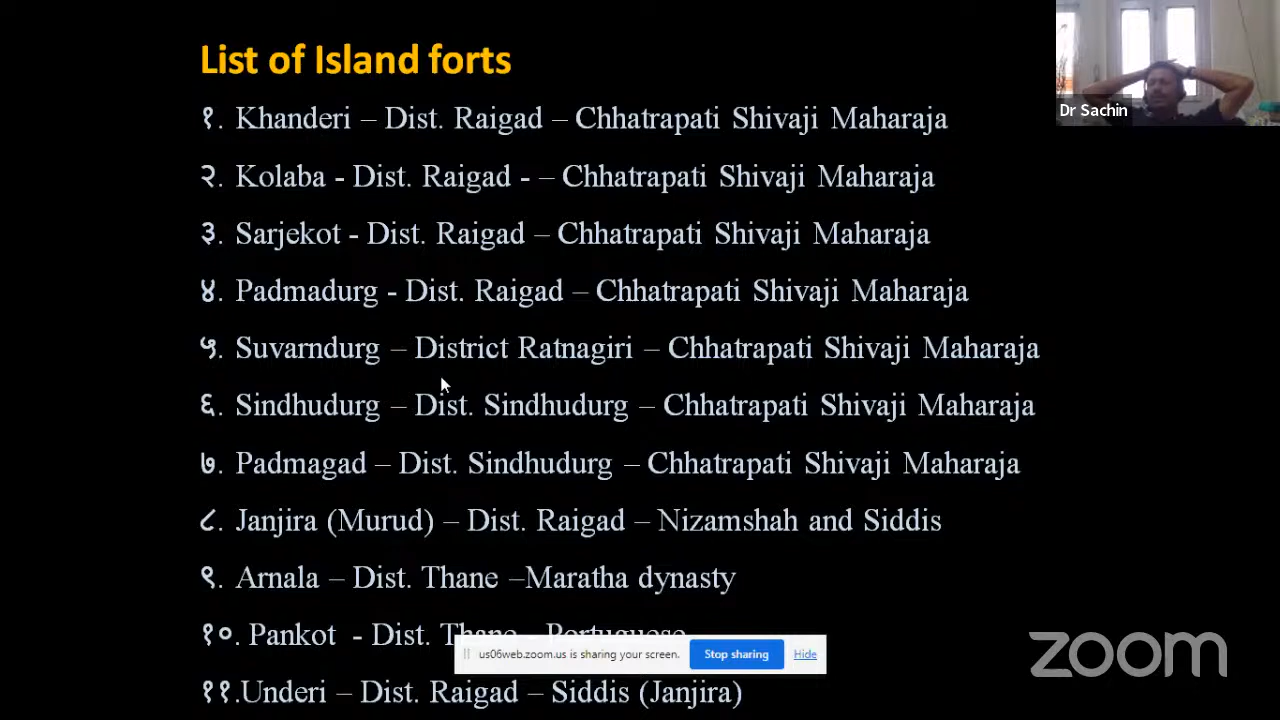 List of Island forts
Dr Sachin
१. Khanderi – Dist. Raigad – Chhatrapati Shivaji Maharaja
२. Kolaba - Dist. Raigad - – Chhatrapati Shivaji Maharaja
३. Sarjekot - Dist. Raigad – Chhatrapati Shivaji Maharaja
४. Padmadurg - Dist. Raigad – Chhatrapati Shivaji Maharaja
५. Suvarndurg – District Ratnagiri – Chhatrapati Shivaji Maharaja
६. Sindhudurg – Dist. Sindhudurg – Chhatrapati Shivaji Maharaja
७. Padmagad – Dist. Sindhudurg – Chhatrapati Shivaji Maharaja
८. Janjira (Murud) – Dist. Raigad – Nizamshah and Siddis
९. Arnala – Dist. Thane –Maratha dynasty
१०. Pankot - Dist. Thane - Portuguese
us06web.zoom.us is sharing your screen. Stop sharing Hide
zoom
११.Underi – Dist. Raigad – Siddis (Janjira)